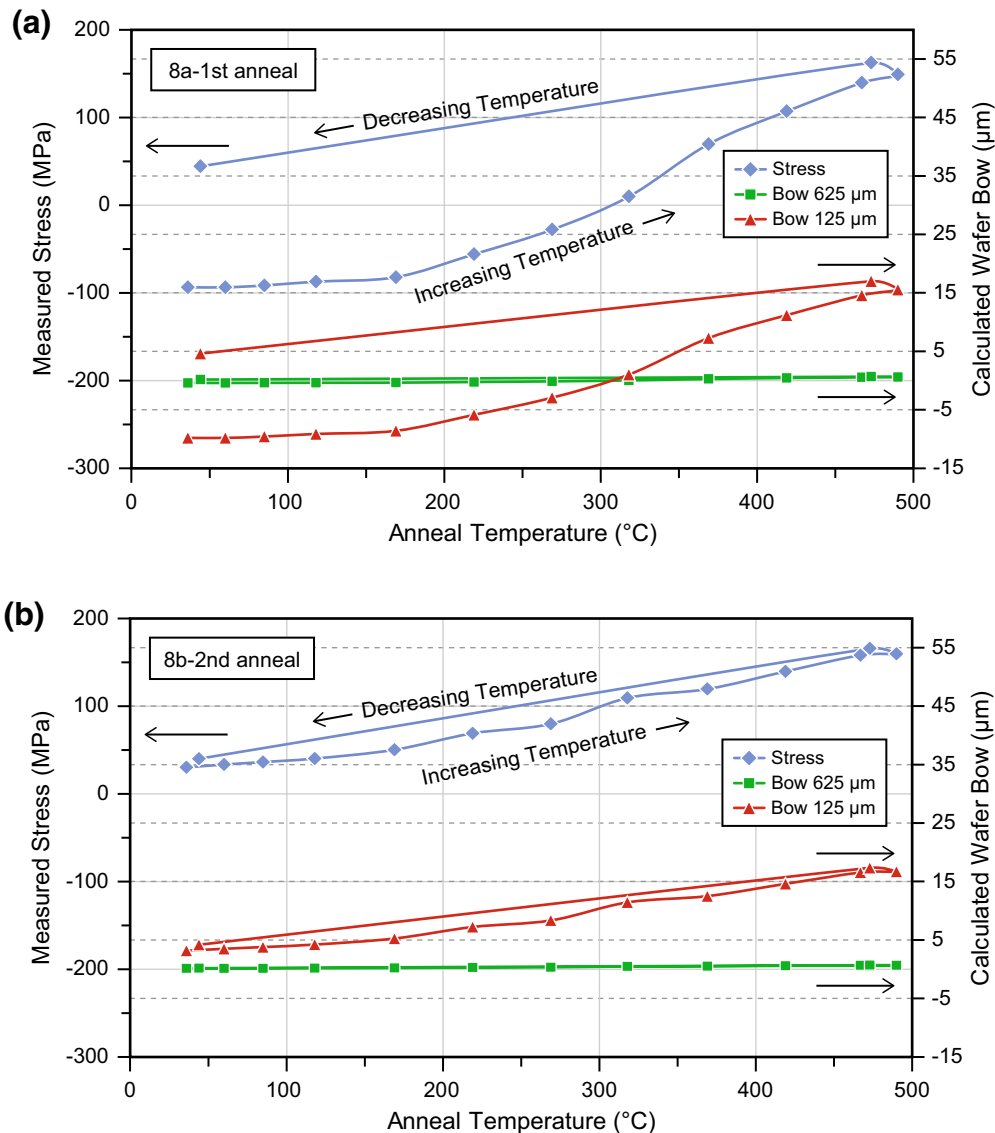 (a)
8a-1st anneal
Decreasing Temperature
Increasing Temperature
Stress
Bow 625 µm
Bow 125 µm
Measured Stress (MPa)
200
100
0
-100
-200
-300
Calculated Wafer Bow (µm)
55
45
35
25
15
5
-5
-15
0
100
200
300
400
500
Anneal Temperature (°C)
(b)
8b-2nd anneal
Decreasing Temperature
Increasing Temperature
Stress
Bow 625 µm
Bow 125 µm
Measured Stress (MPa)
200
100
0
-100
-200
-300
Calculated Wafer Bow (µm)
55
45
35
25
15
5
-5
-15
0
100
200
300
400
500
Anneal Temperature (°C)